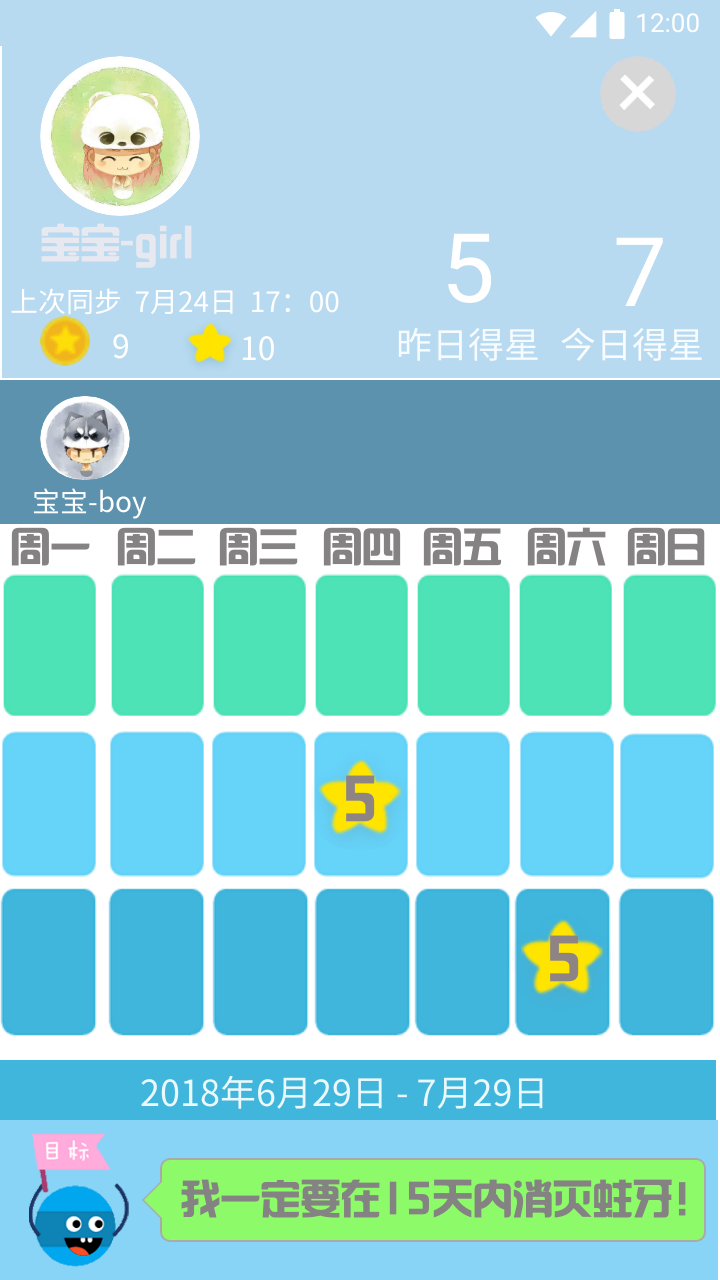 12:00
宝宝-girl
5 7
上次同步 7月24日 17：00
昨日得星 今日得星
9 10
宝宝-boy
周一 周二 周三 周四 周五 周六 周日
5
5
2018年6月29日 - 7月29日
目标
我一定要在15天内消灭蛀牙!